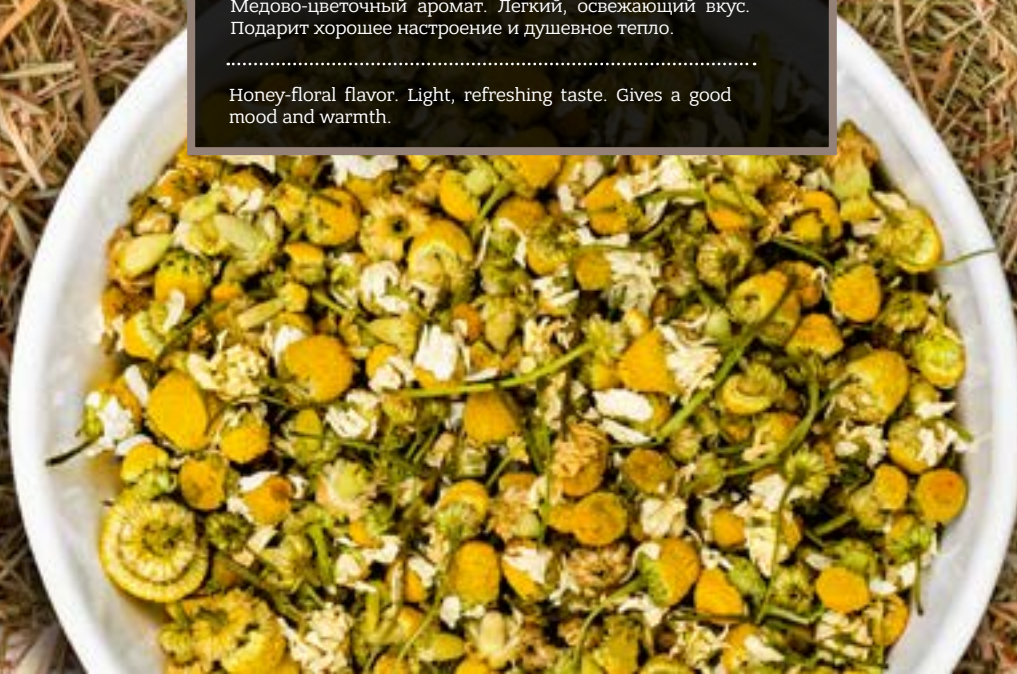 Медово-цветочный аромат. Легкий, освежающий вкус.
Подарит хорошее настроение и душевное тепло.
Honey-floral flavor. Light, refreshing taste. Gives a good
mood and warmth.